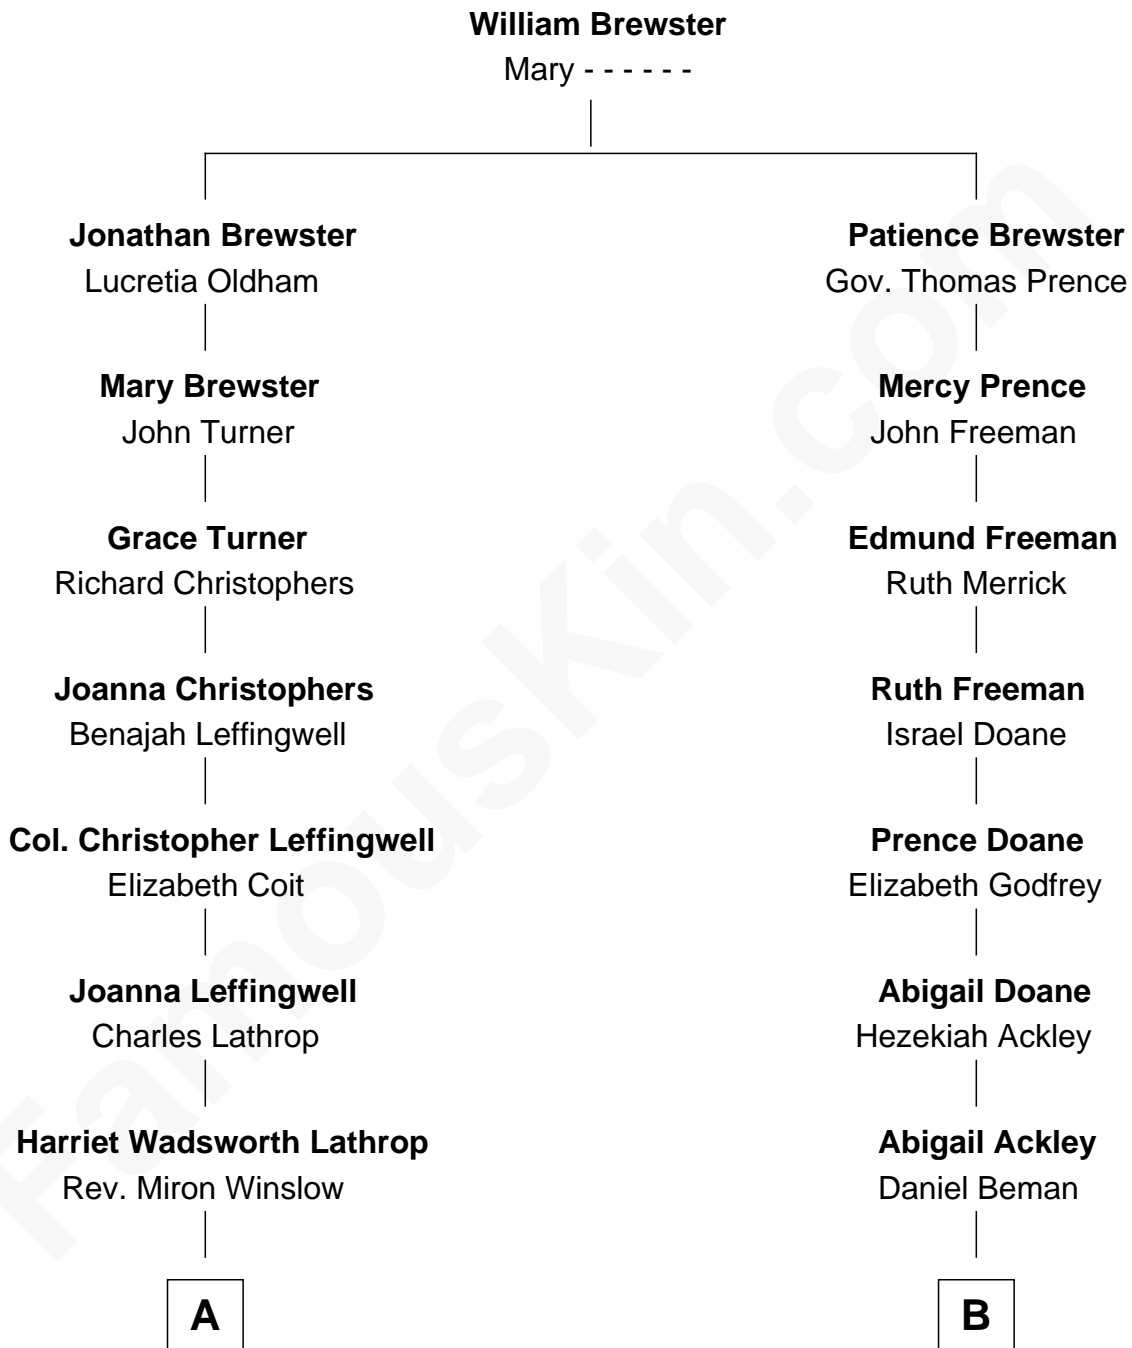 William Brewster
Mary - - - - - -
Jonathan Brewster
Lucretia Oldham
Patience Brewster
Gov. Thomas Prence
Mary Brewster
John Turner
Mercy Prence
John Freeman
Grace Turner
Richard Christophers
Edmund Freeman
Ruth Merrick
Joanna Christophers
Benajah Leffingwell
Ruth Freeman
Israel Doane
Col. Christopher Leffingwell
Elizabeth Coit
Prence Doane
Elizabeth Godfrey
Joanna Leffingwell
Charles Lathrop
Abigail Doane
Hezekiah Ackley
Harriet Wadsworth Lathrop
Rev. Miron Winslow
Abigail Ackley
Daniel Beman
A
B
FamousKin.com